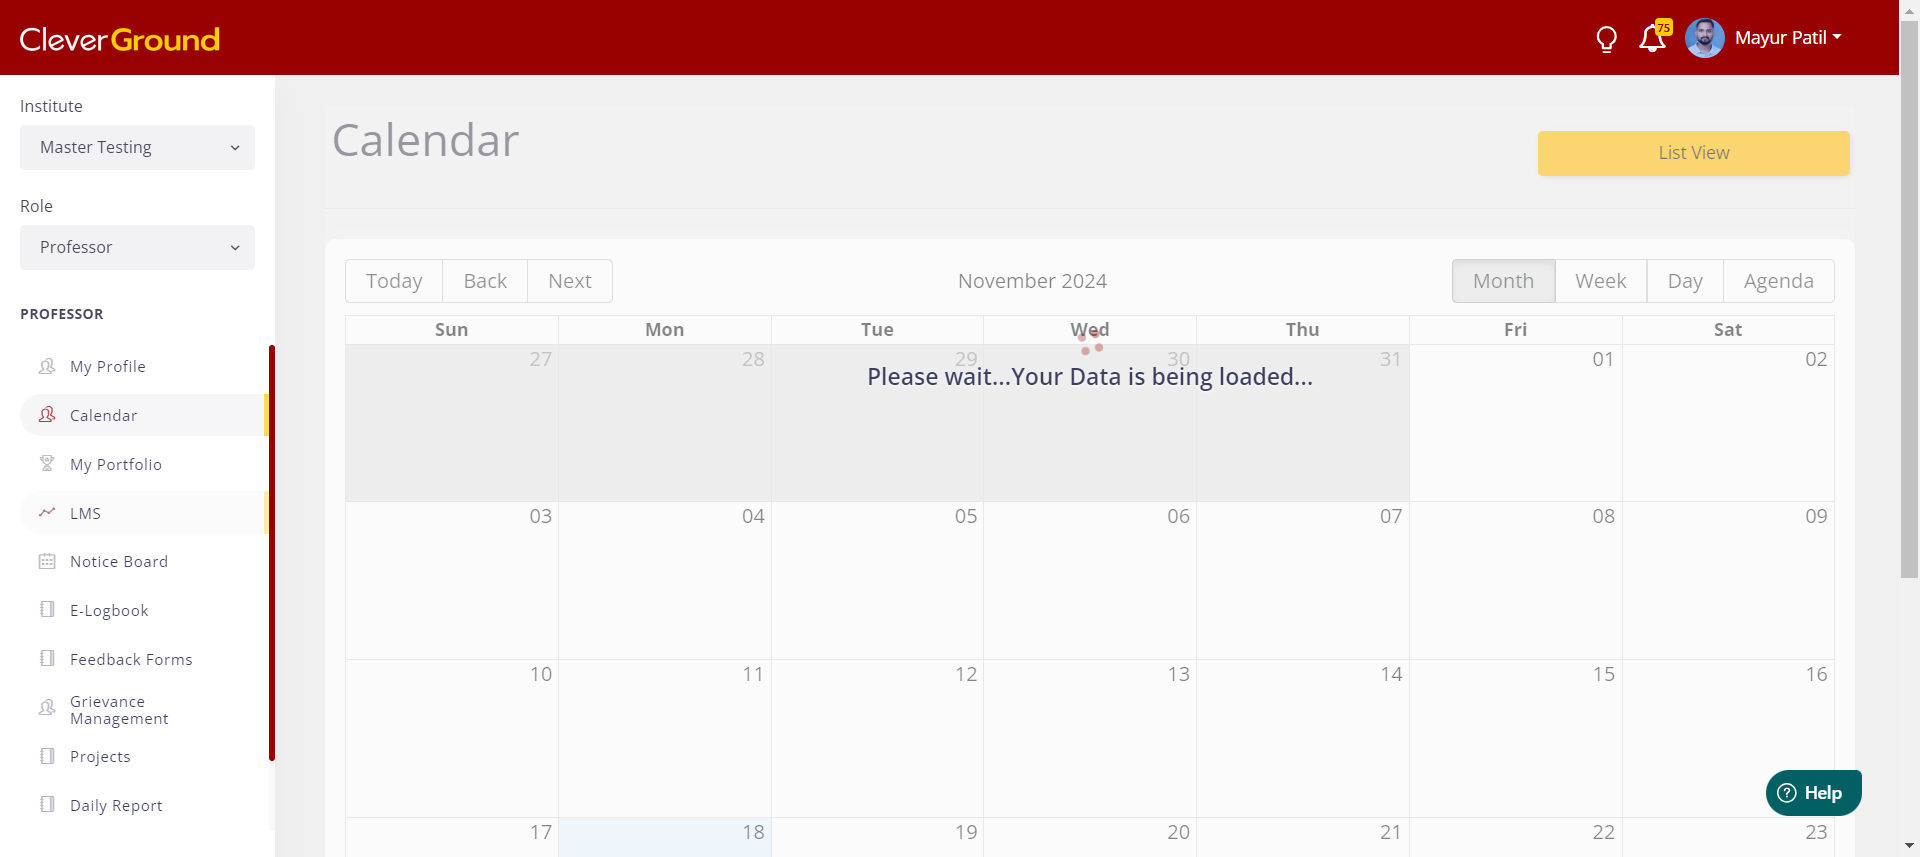 CleverGround
75
Mayur Patil
Institute
Master Testing
Role
Professor
PROFESSOR
My Profile
Calendar
My Portfolio
LMS
Notice Board
E-Logbook
Feedback Forms
Grievance
Management
Projects
Daily Report
Calendar
List View
Today Back Next
November 2024
Month Week Day Agenda
Sun Mon Tue Wed Thu Fri Sat
27 28 29 30 31 01 02
Please wait...Your Data is being loaded...
03 04 05 06 07 08 09
10 11 12 13 14 15 16
17 18 19 20 21 22 23
Help